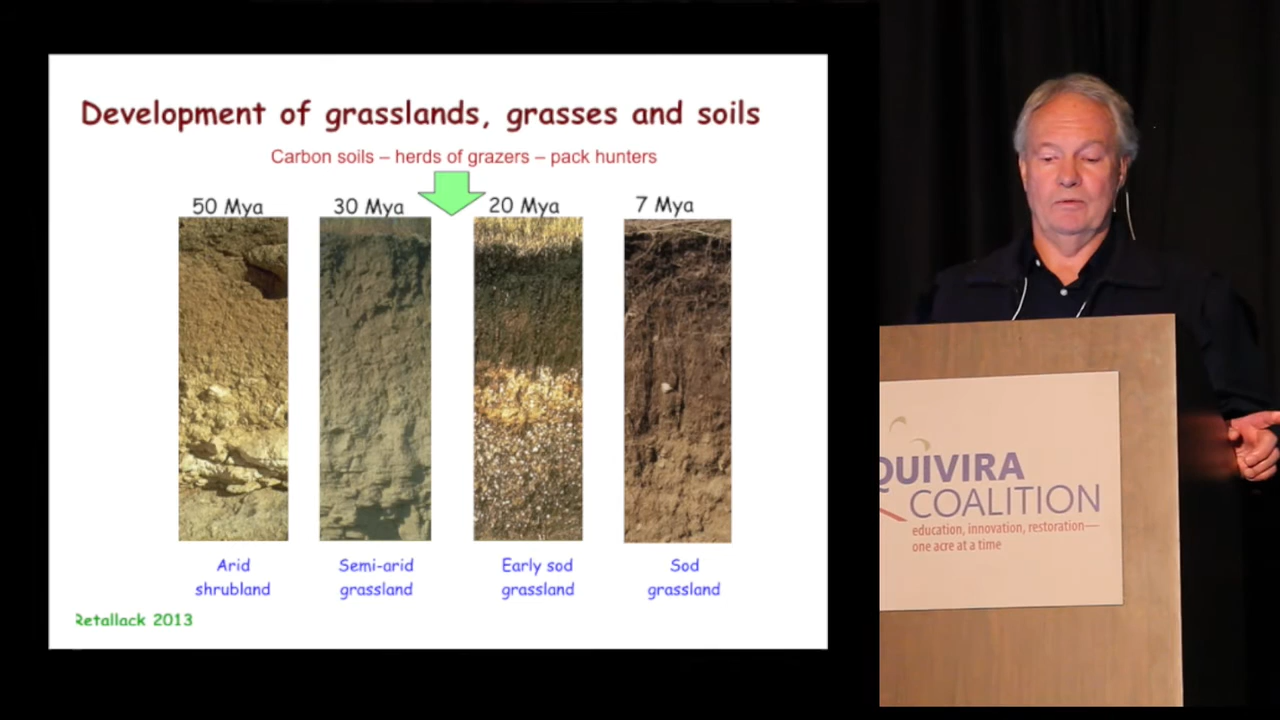 Development of grasslands, grasses and soils
Carbon soils – herds of grazers – pack hunters
50 Mya
30 Mya
20 Mya
7 Mya
Arid
shrubland
Semi-arid
grassland
Early sod
grassland
Sod
grassland
Retallack 2013
QUIVIRA
COALITION
education, innovation, restoration—
one acre at a time